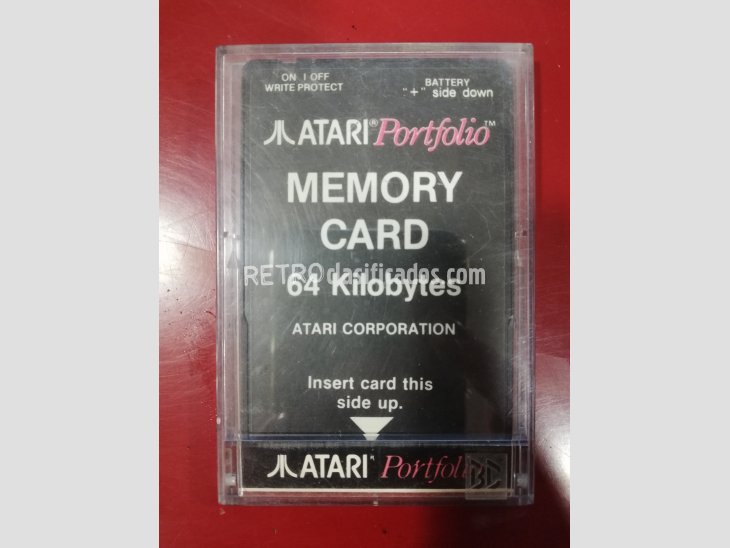 ON | OFF
WRITE PROTECT
BATTERY
"+" side down
ATARI® Portfolio™
MEMORY
CARD
RETROclasificados.com
64 Kilobytes
ATARI CORPORATION
Insert card this
side up.
ATARI Portfolio